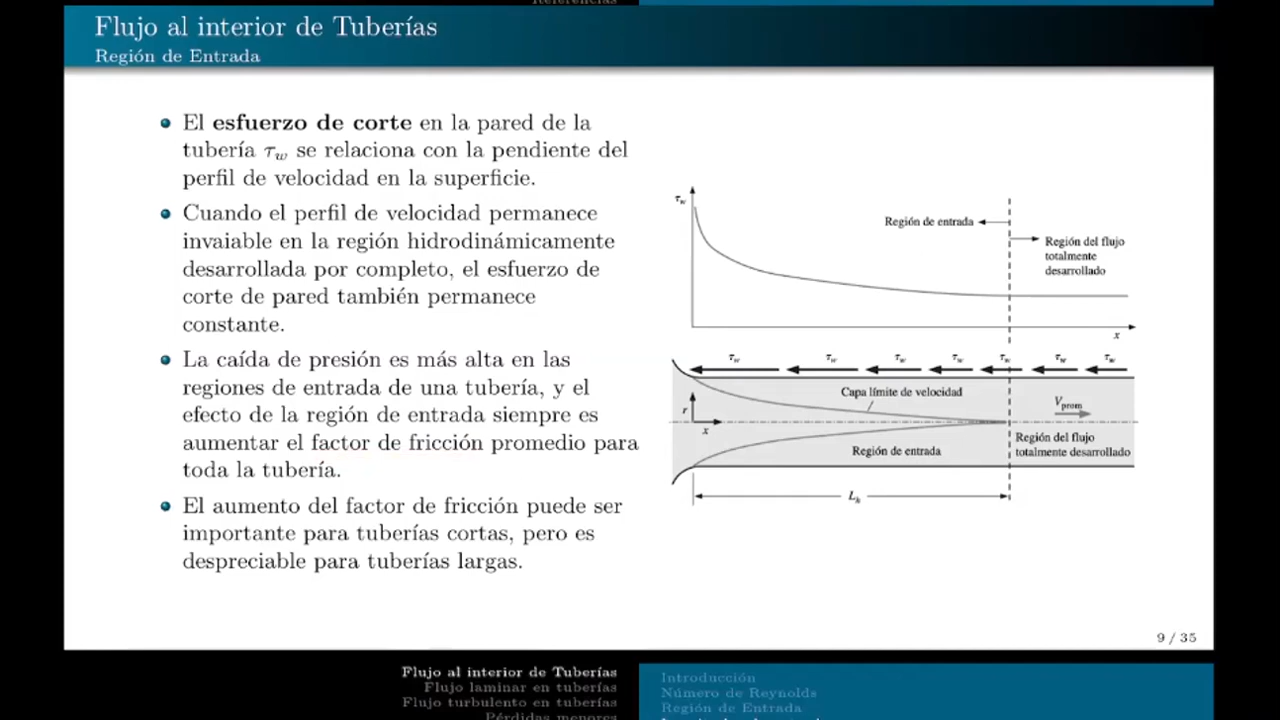 Referencias
Flujo al interior de Tuberías
Región de Entrada
El esfuerzo de corte en la pared de la
tubería τw se relaciona con la pendiente del
perfil de velocidad en la superficie.
Cuando el perfil de velocidad permanece
invaiable en la región hidrodinámicamente
desarrollada por completo, el esfuerzo de
corte de pared también permanece
constante.
La caída de presión es más alta en las
regiones de entrada de una tubería, y el
efecto de la región de entrada siempre es
aumentar el factor de fricción promedio para
toda la tubería.
El aumento del factor de fricción puede ser
importante para tuberías cortas, pero es
despreciable para tuberías largas.
τw
Región de entrada
Región del flujo
totalmente
desarrollado
x
τw τw τw τw τw τw τw
Capa límite de velocidad
Vprom
r
x
Región de entrada
Región del flujo
totalmente desarrollado
Lh
9 / 35
Flujo al interior de Tuberías
Flujo laminar en tuberías
Flujo turbulento en tuberías
Pérdidas menores
Introducción
Número de Reynolds
Región de Entrada